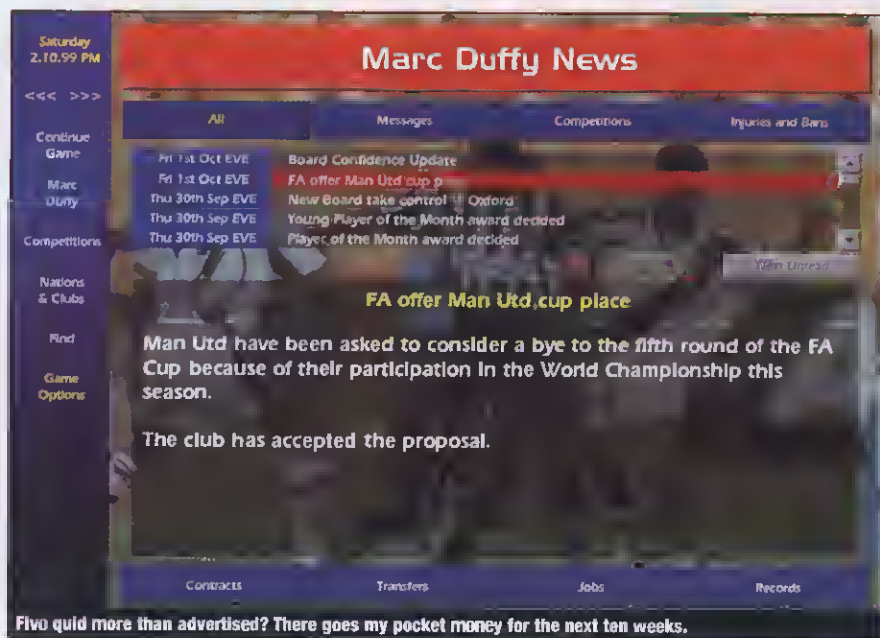 Saturday
2.10.99 PM
<<< >>>
Continue
Game
Marc
Duffy
Competitions
Nations
& Clubs
Find
Game
Options
Marc Duffy News
All
Messages
Competitions
Injuries and Bans
Fri 1st Oct EVE Board Confidence Update
Fri 1st Oct EVE FA offer Man Utd cup p
Thu 30th Sep EVE New Board take control Oxford
Thu 30th Sep EVE Young Player of the Month award decided
Thu 30th Sep EVE Player of the Month award decided
Unread
FA offer Man Utd cup place
Man Utd have been asked to consider a bye to the fifth round of the FA
Cup because of their participation in the World Championship this
season.
The club has accepted the proposal.
Contracts
Transfers
Jobs
Records
Fivo quid more than advertised? There goes my pocket money for the next ten weeks.